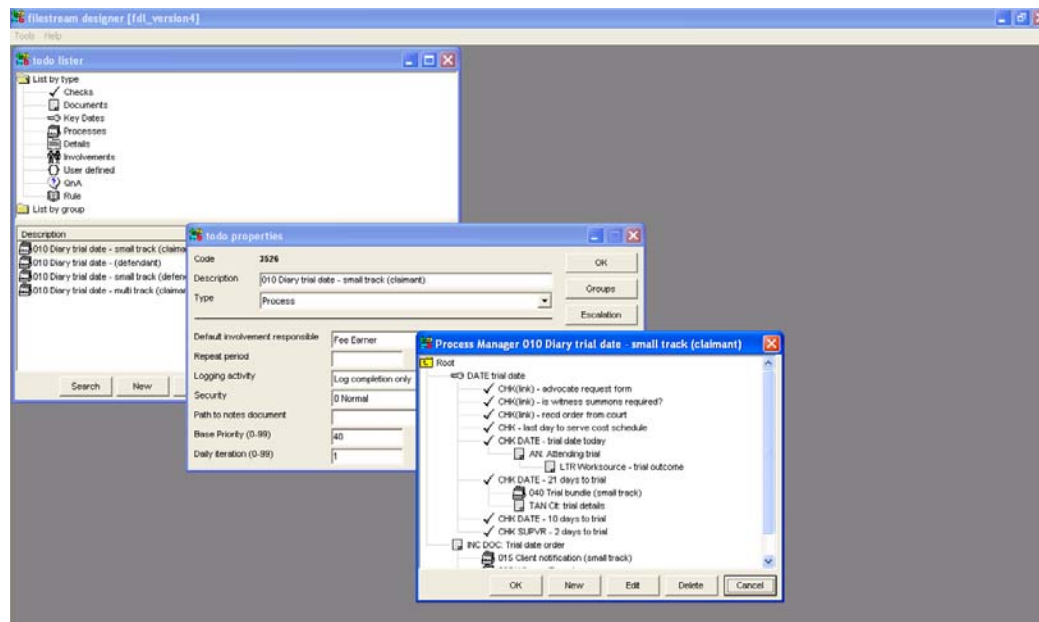 filestream designer [fdl_version4]
Tools Help
todo lister
List by type
Checks
Documents
Key Dates
Processes
Details
Involvements
User defined
QnA
Rule
List by group
Description
010 Diary trial date - small track (claima
010 Diary trial date - (defendant)
010 Diary trial date - small track (defen
010 Diary trial date - multi track (claima
Search New
todo properties
Code 3526
Description 010 Diary trial date - small track (claimant)
Type Process
OK
Groups
Escalation
Default involvement responsible Fee Earner
Repeat period
Logging activity Log completion only
Security 0 Normal
Path to notes document
Base Priority (0-99) 40
Daily iteration (0-99) 1
Process Manager 010 Diary trial date - small track (claimant)
Root
DATE trial date
CHK(link) - advocate request form
CHK(link) - is witness summons required?
CHK(link) - recd order from court
CHK - last day to serve cost schedule
CHK DATE - trial date today
AN: Attending trial
LTR Worksource - trial outcome
CHK DATE - 21 days to trial
040 Trial bundle (small track)
TAN Clt: trial details
CHK DATE - 10 days to trial
CHK SUPVR - 2 days to trial
INC DOC: Trial date order
015 Client notification (small track)
OK New Edit Delete Cancel